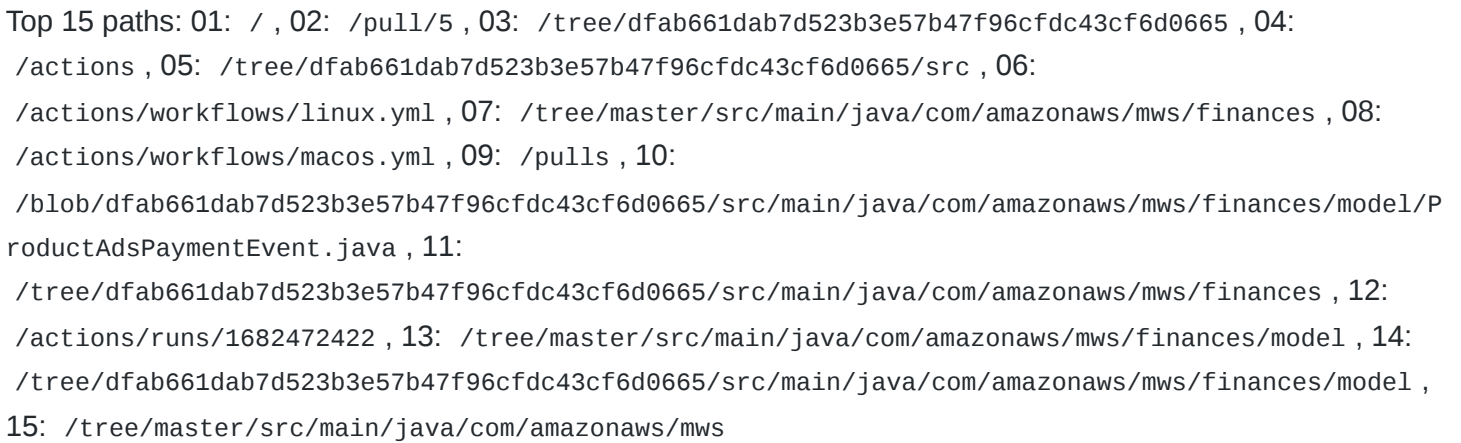 Top 15 paths: 01: / , 02: /pull/5 , 03: /tree/dfab661dab7d523b3e57b47f96cfdc43cf6d0665 , 04:
/actions , 05: /tree/dfab661dab7d523b3e57b47f96cfdc43cf6d0665/src , 06:
/actions/workflows/linux.yml , 07: /tree/master/src/main/java/com/amazonaws/mws/finances , 08:
/actions/workflows/macos.yml , 09: /pulls , 10:
/blob/dfab661dab7d523b3e57b47f96cfdc43cf6d0665/src/main/java/com/amazonaws/mws/finances/model/P
roductAdsPaymentEvent.java , 11:
/tree/dfab661dab7d523b3e57b47f96cfdc43cf6d0665/src/main/java/com/amazonaws/mws/finances , 12:
/actions/runs/1682472422 , 13: /tree/master/src/main/java/com/amazonaws/mws/finances/model , 14:
/tree/dfab661dab7d523b3e57b47f96cfdc43cf6d0665/src/main/java/com/amazonaws/mws/finances/model ,
15: /tree/master/src/main/java/com/amazonaws/mws